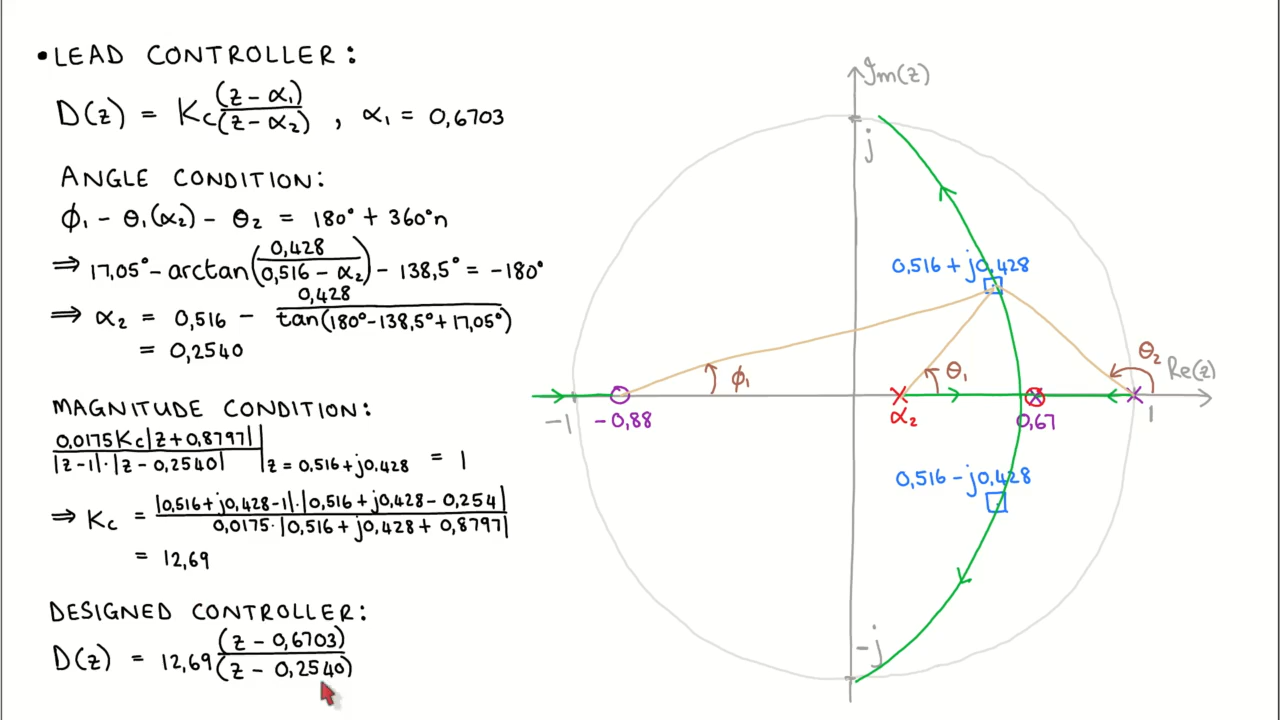 • LEAD CONTROLLER:
D(z) = Kc (z - α₁)/(z - α₂) , α₁ = 0,6703
ANGLE CONDITION:
ϕ₁ - θ₁(α₂) - θ₂ = 180° + 360°n
⇒ 17,05° - arctan(0,428/(0,516 - α₂)) - 138,5° = -180°
⇒ α₂ = 0,516 - 0,428/tan(180° - 138,5° + 17,05°)
= 0,2540
MAGNITUDE CONDITION:
0,0175Kc|z + 0,8797|/(|z - 1|·|z - 0,2540|) |z = 0,516 + j0,428 = 1
⇒ Kc = |0,516 + j0,428 - 1|·|0,516 + j0,428 - 0,254|/(0,0175·|0,516 + j0,428 + 0,8797|)
= 12,69
DESIGNED CONTROLLER:
D(z) = 12,69 (z - 0,6703)/(z - 0,2540)
Im(z)
j
0,516 + j0,428
θ₂
Re(z)
ϕ₁
θ₁
-1
-0,88
α₂
0,67
1
0,516 - j0,428
-j